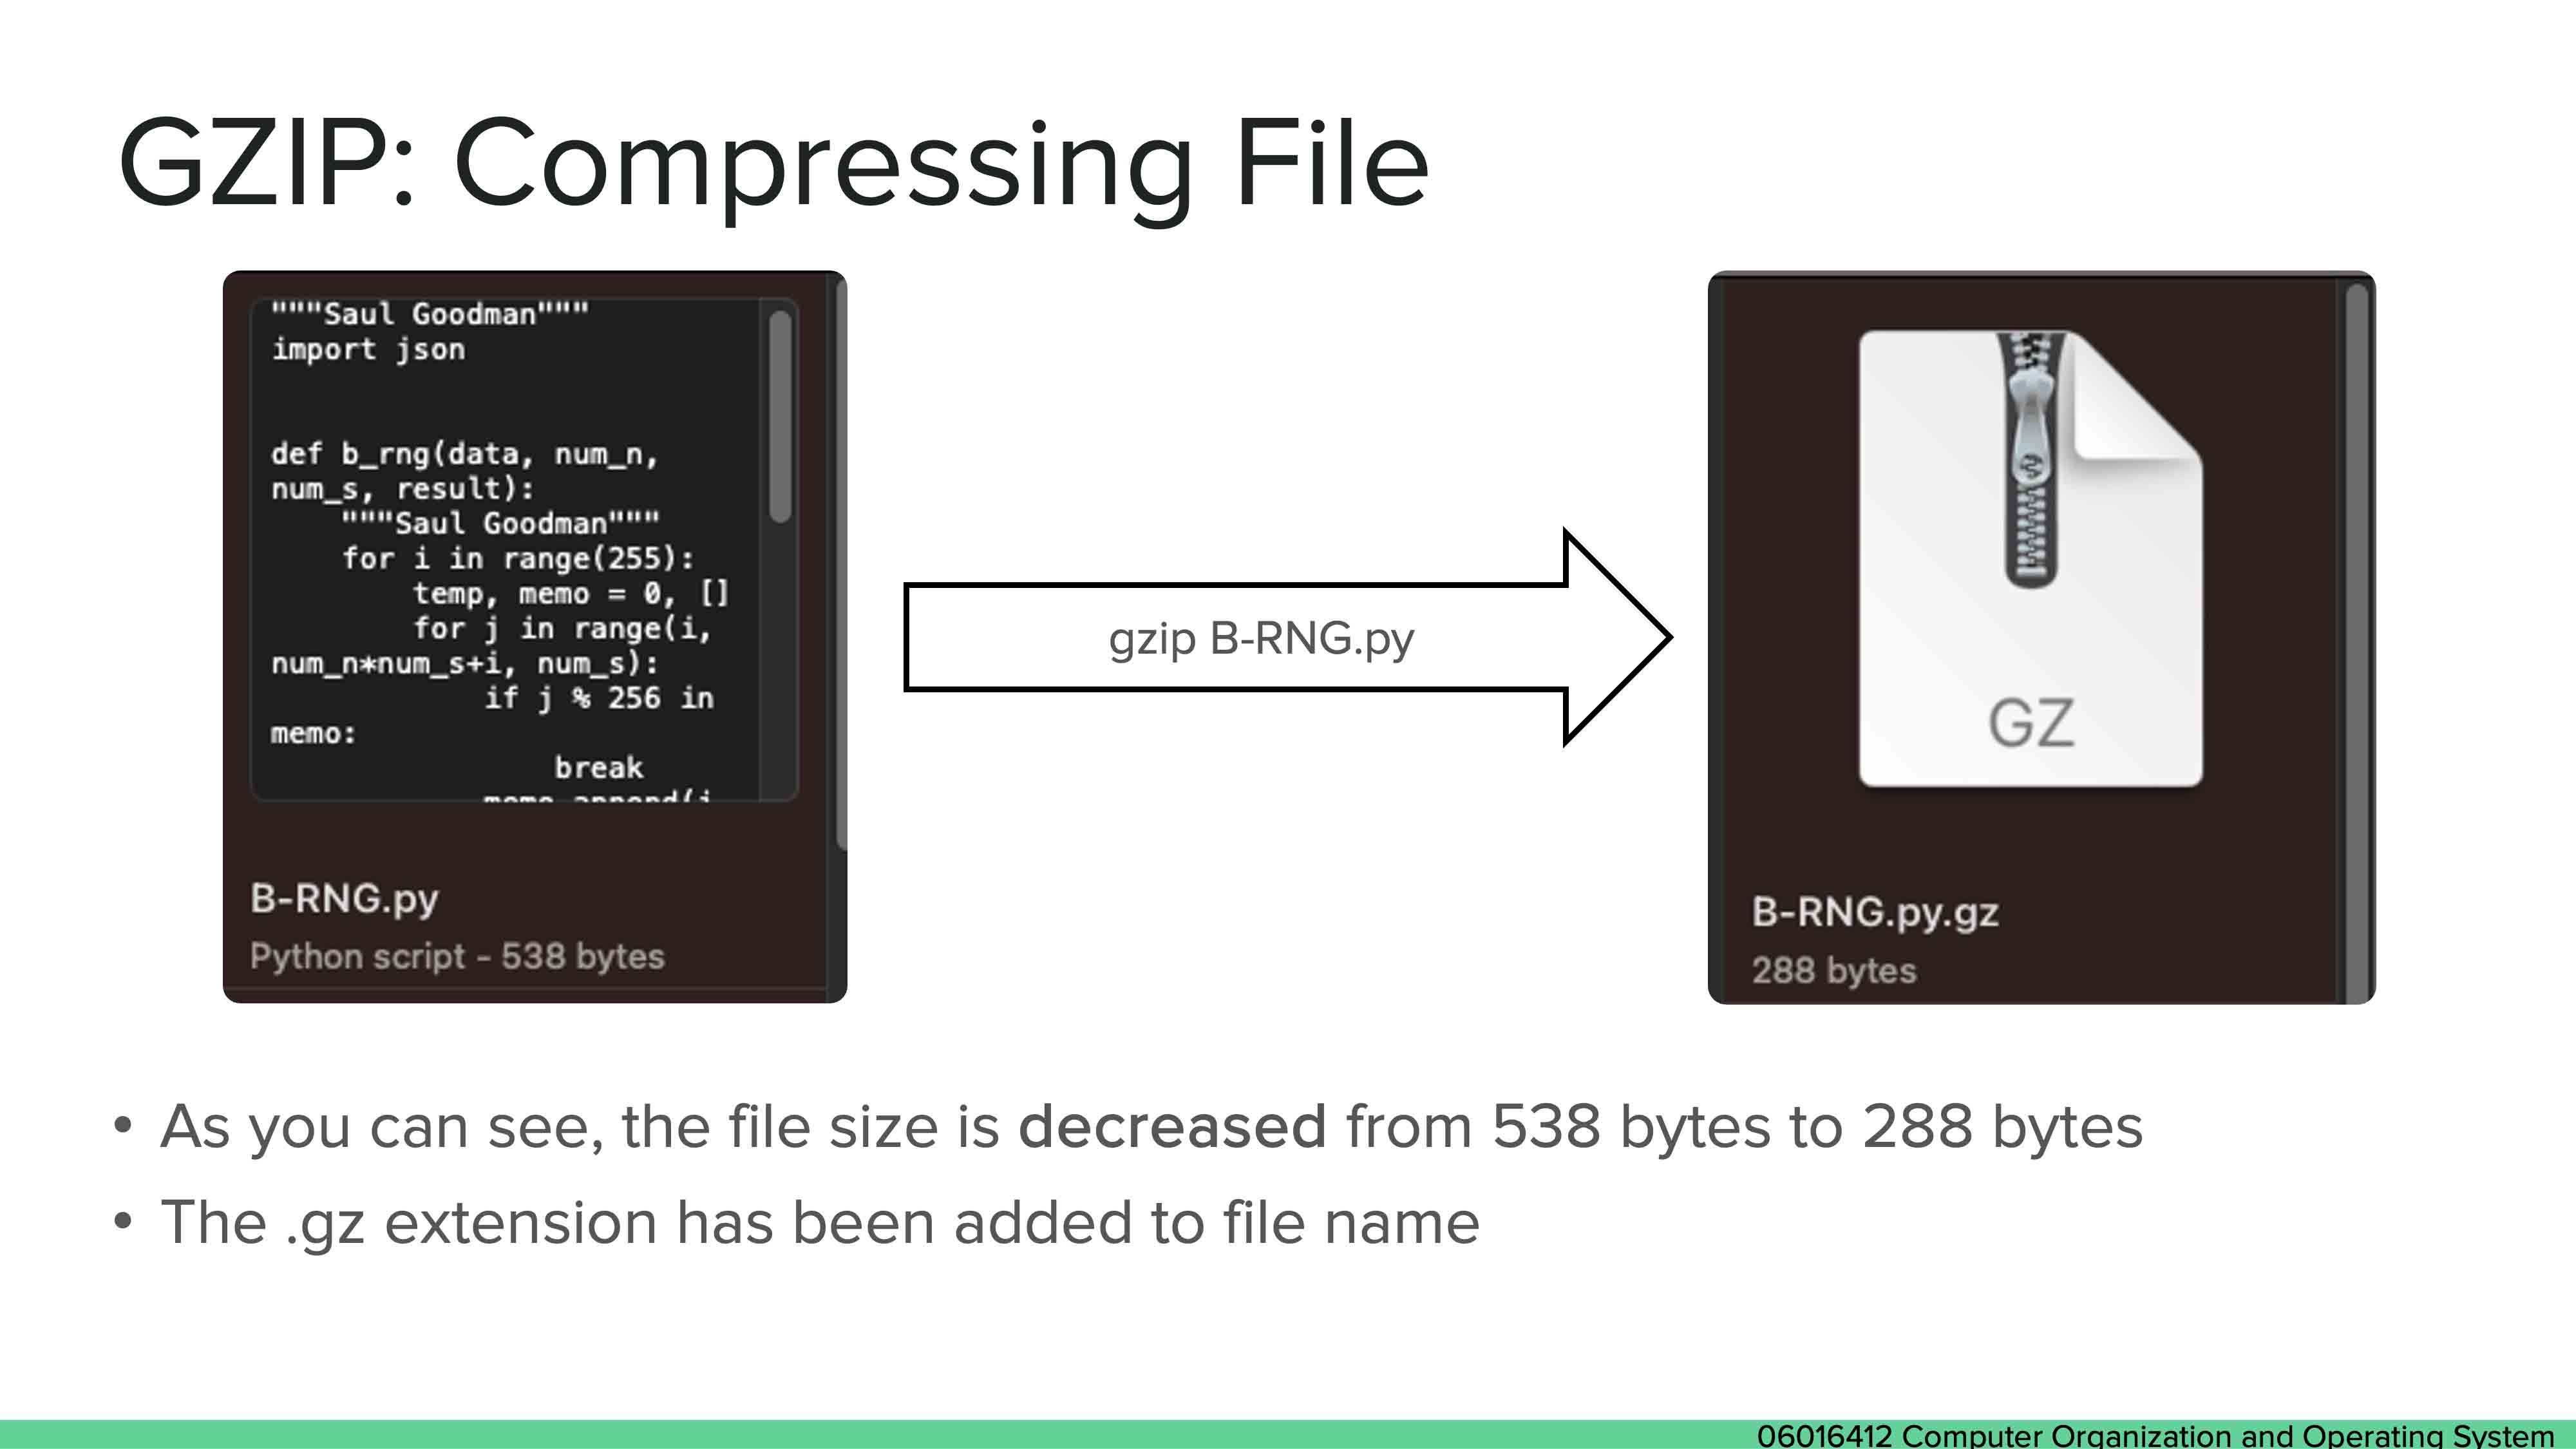 GZIP: Compressing File
"""Saul Goodman"""
import json
def b_rng(data, num_n,
num_s, result):
"""Saul Goodman"""
for i in range(255):
temp, memo = 0, []
for j in range(i,
num_n*num_s+i, num_s):
if j % 256 in
memo:
break
memo.append(j
B-RNG.py
Python script - 538 bytes
gzip B-RNG.py
GZ
B-RNG.py.gz
288 bytes
• As you can see, the file size is decreased from 538 bytes to 288 bytes
• The .gz extension has been added to file name
06016412 Computer Organization and Operating System